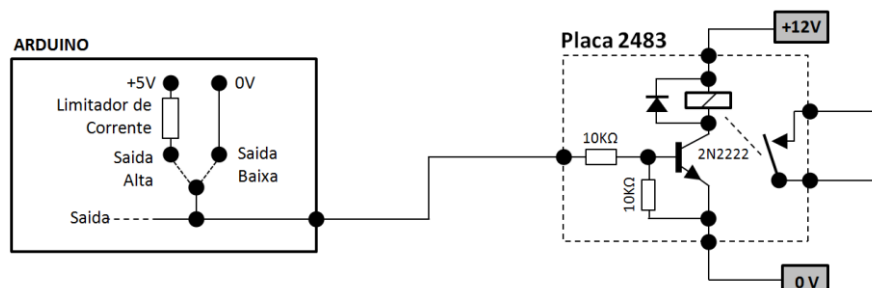 ARDUINO
+5V
0V
Limitador de
Corrente
Saida
Alta
Saida
Baixa
Saida
Placa 2483
+12V
10KΩ
10KΩ
2N2222
0 V